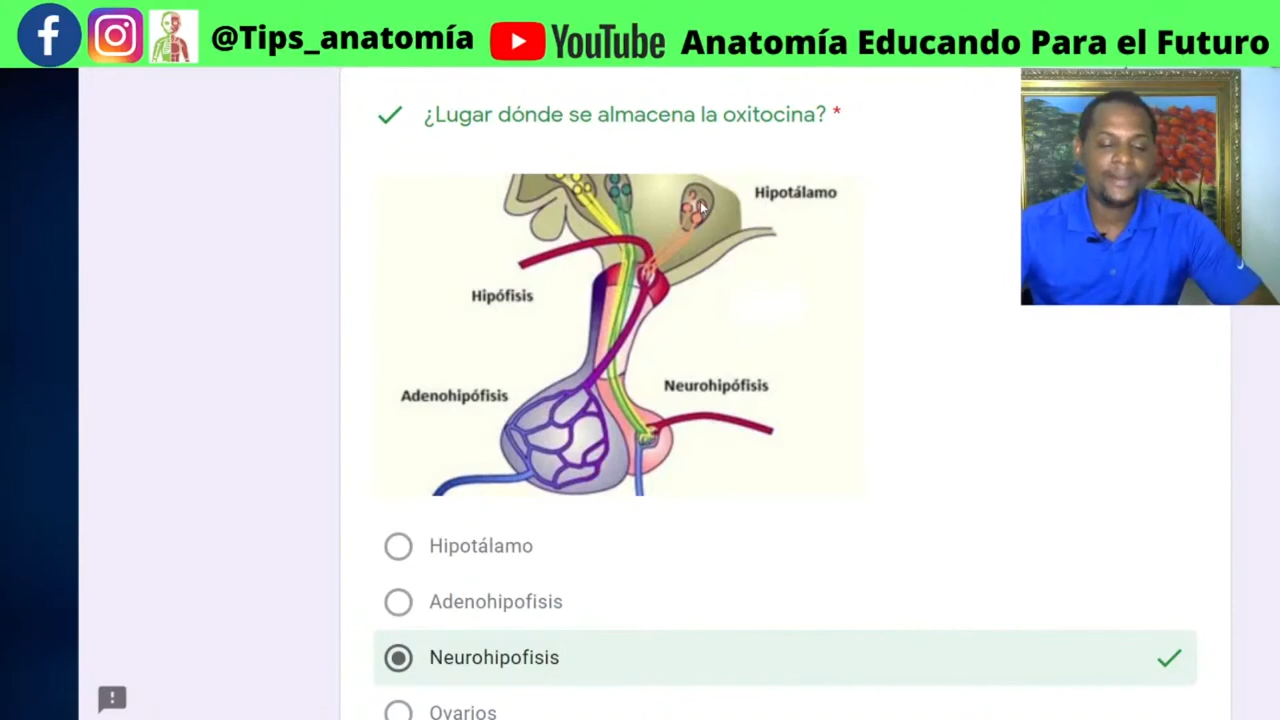 @Tips_anatomía YouTube Anatomía Educando Para el Futuro
¿Lugar dónde se almacena la oxitocina? *
Hipotálamo
Hipófisis
Neurohipófisis
Adenohipófisis
Hipotálamo
Adenohipofisis
Neurohipofisis
Ovarios